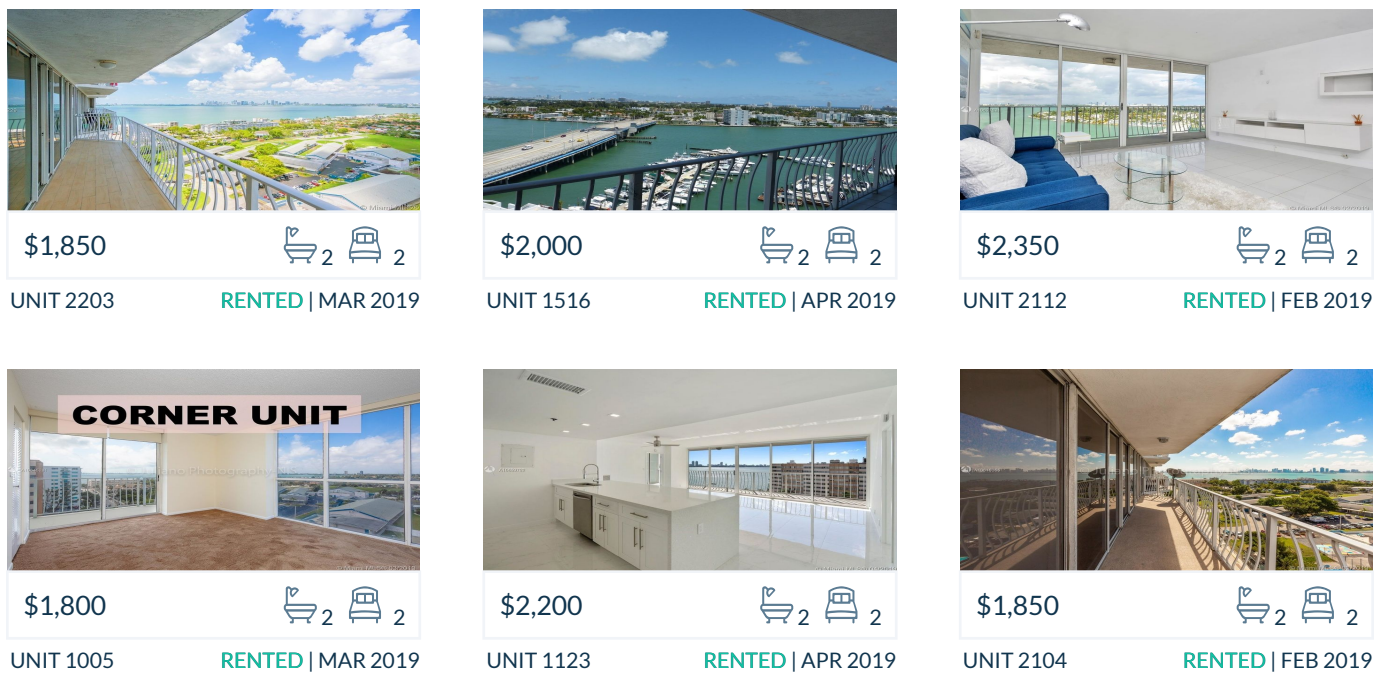 $1,850 2 2
$2,000 2 2
$2,350 2 2
UNIT 2203 RENTED | MAR 2019
UNIT 1516 RENTED | APR 2019
UNIT 2112 RENTED | FEB 2019
CORNER UNIT
$1,800 2 2
$2,200 2 2
$1,850 2 2
UNIT 1005 RENTED | MAR 2019
UNIT 1123 RENTED | APR 2019
UNIT 2104 RENTED | FEB 2019